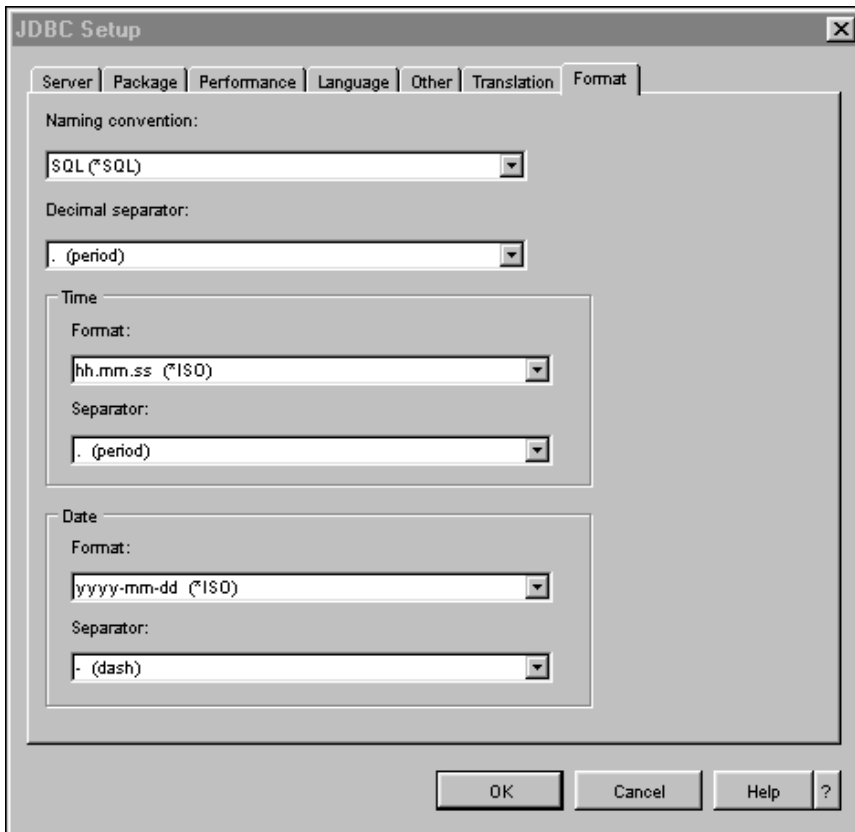 JDBC Setup
Server Package Performance Language Other Translation Format
Naming convention:
SQL (*SQL)
Decimal separator:
. (period)
Time
Format:
hh.mm.ss (*ISO)
Separator:
. (period)
Date
Format:
yyyy-mm-dd (*ISO)
Separator:
- (dash)
OK Cancel Help ?